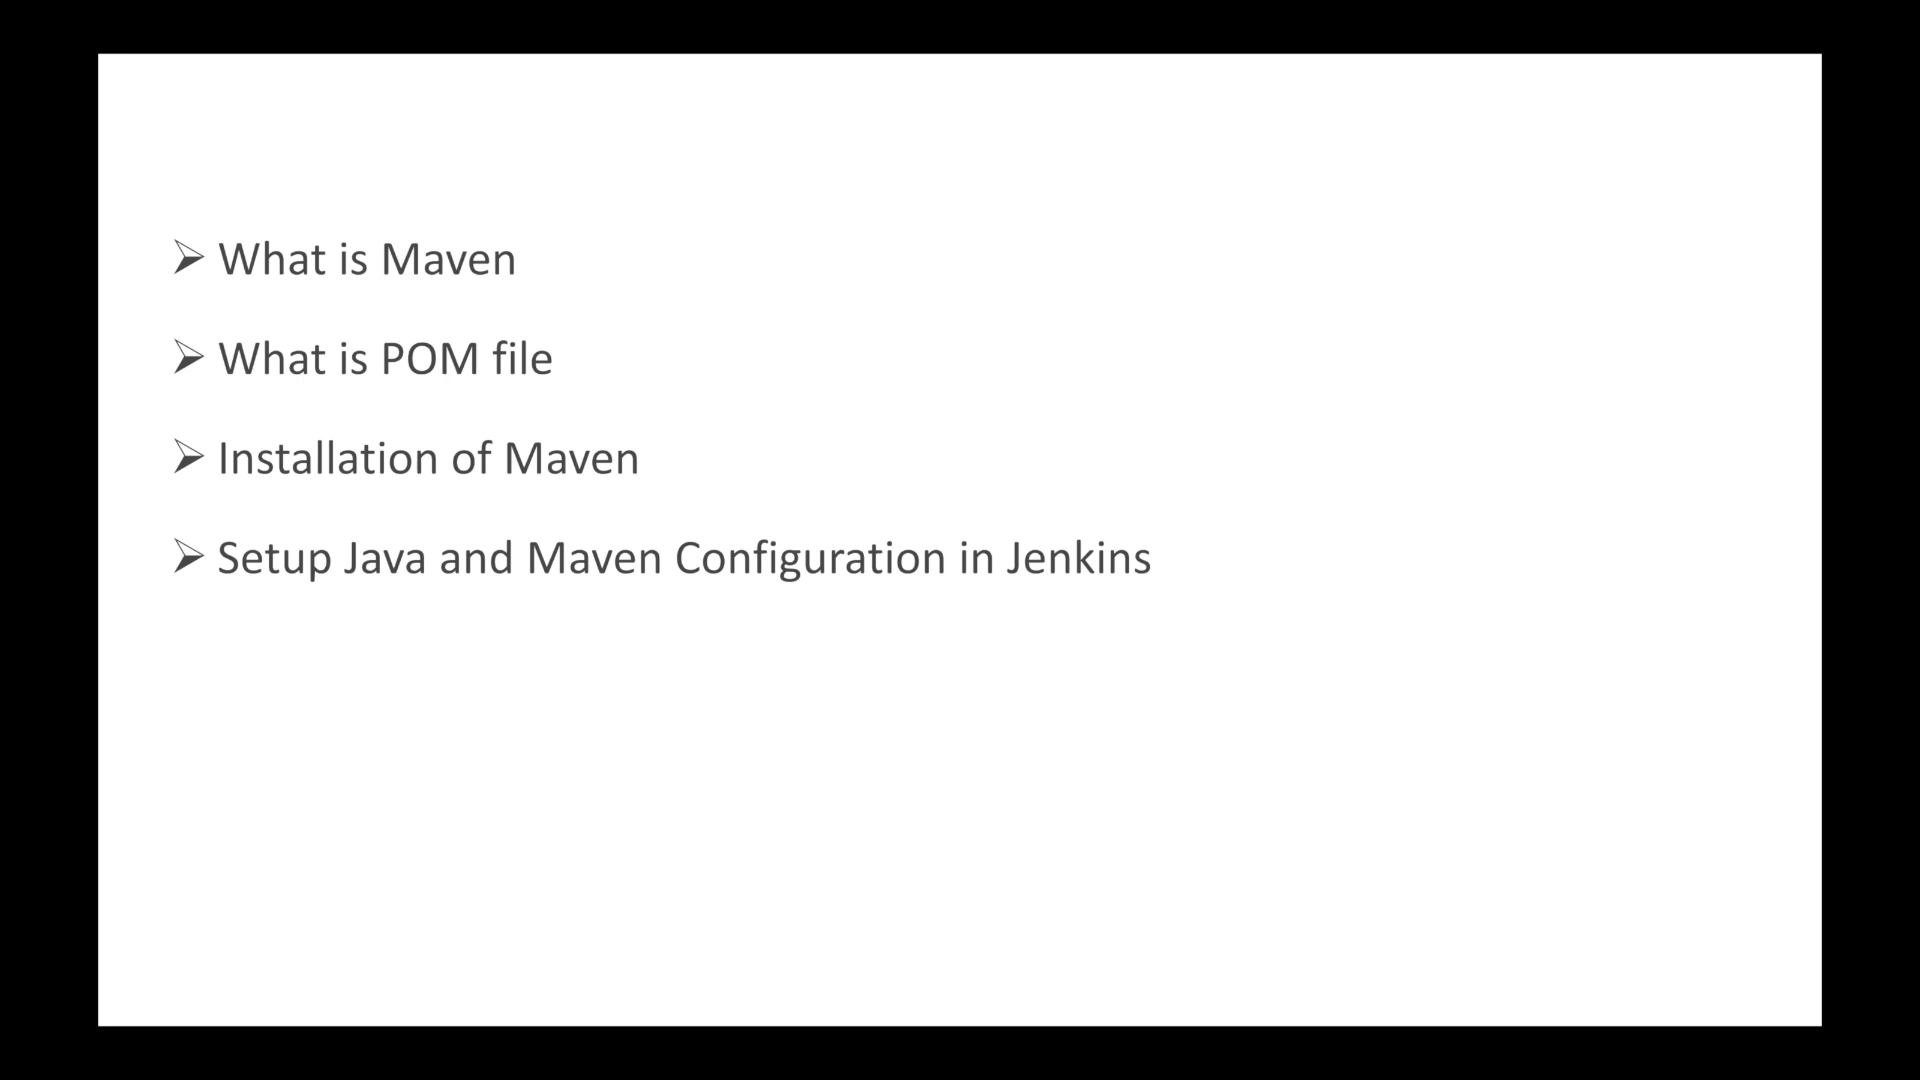 ➢ What is Maven
➢ What is POM file
➢ Installation of Maven
➢ Setup Java and Maven Configuration in Jenkins